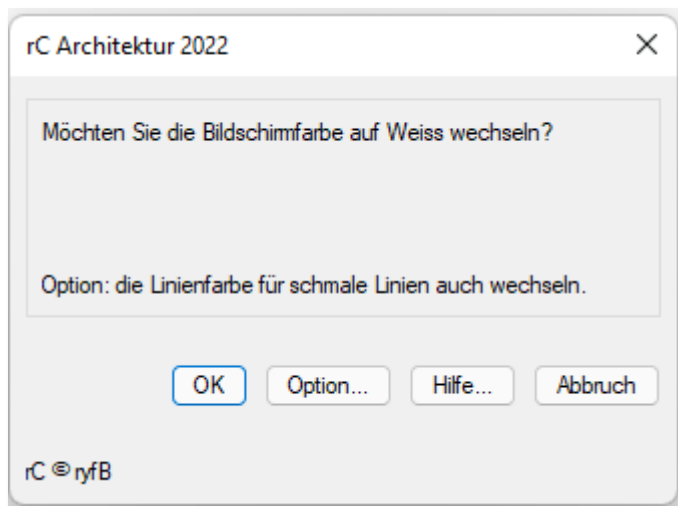 rC Architektur 2022
Möchten Sie die Bildschirmfarbe auf Weiss wechseln?
Option: die Linienfarbe für schmale Linien auch wechseln.
OK Option... Hilfe... Abbruch
rC © ryfB